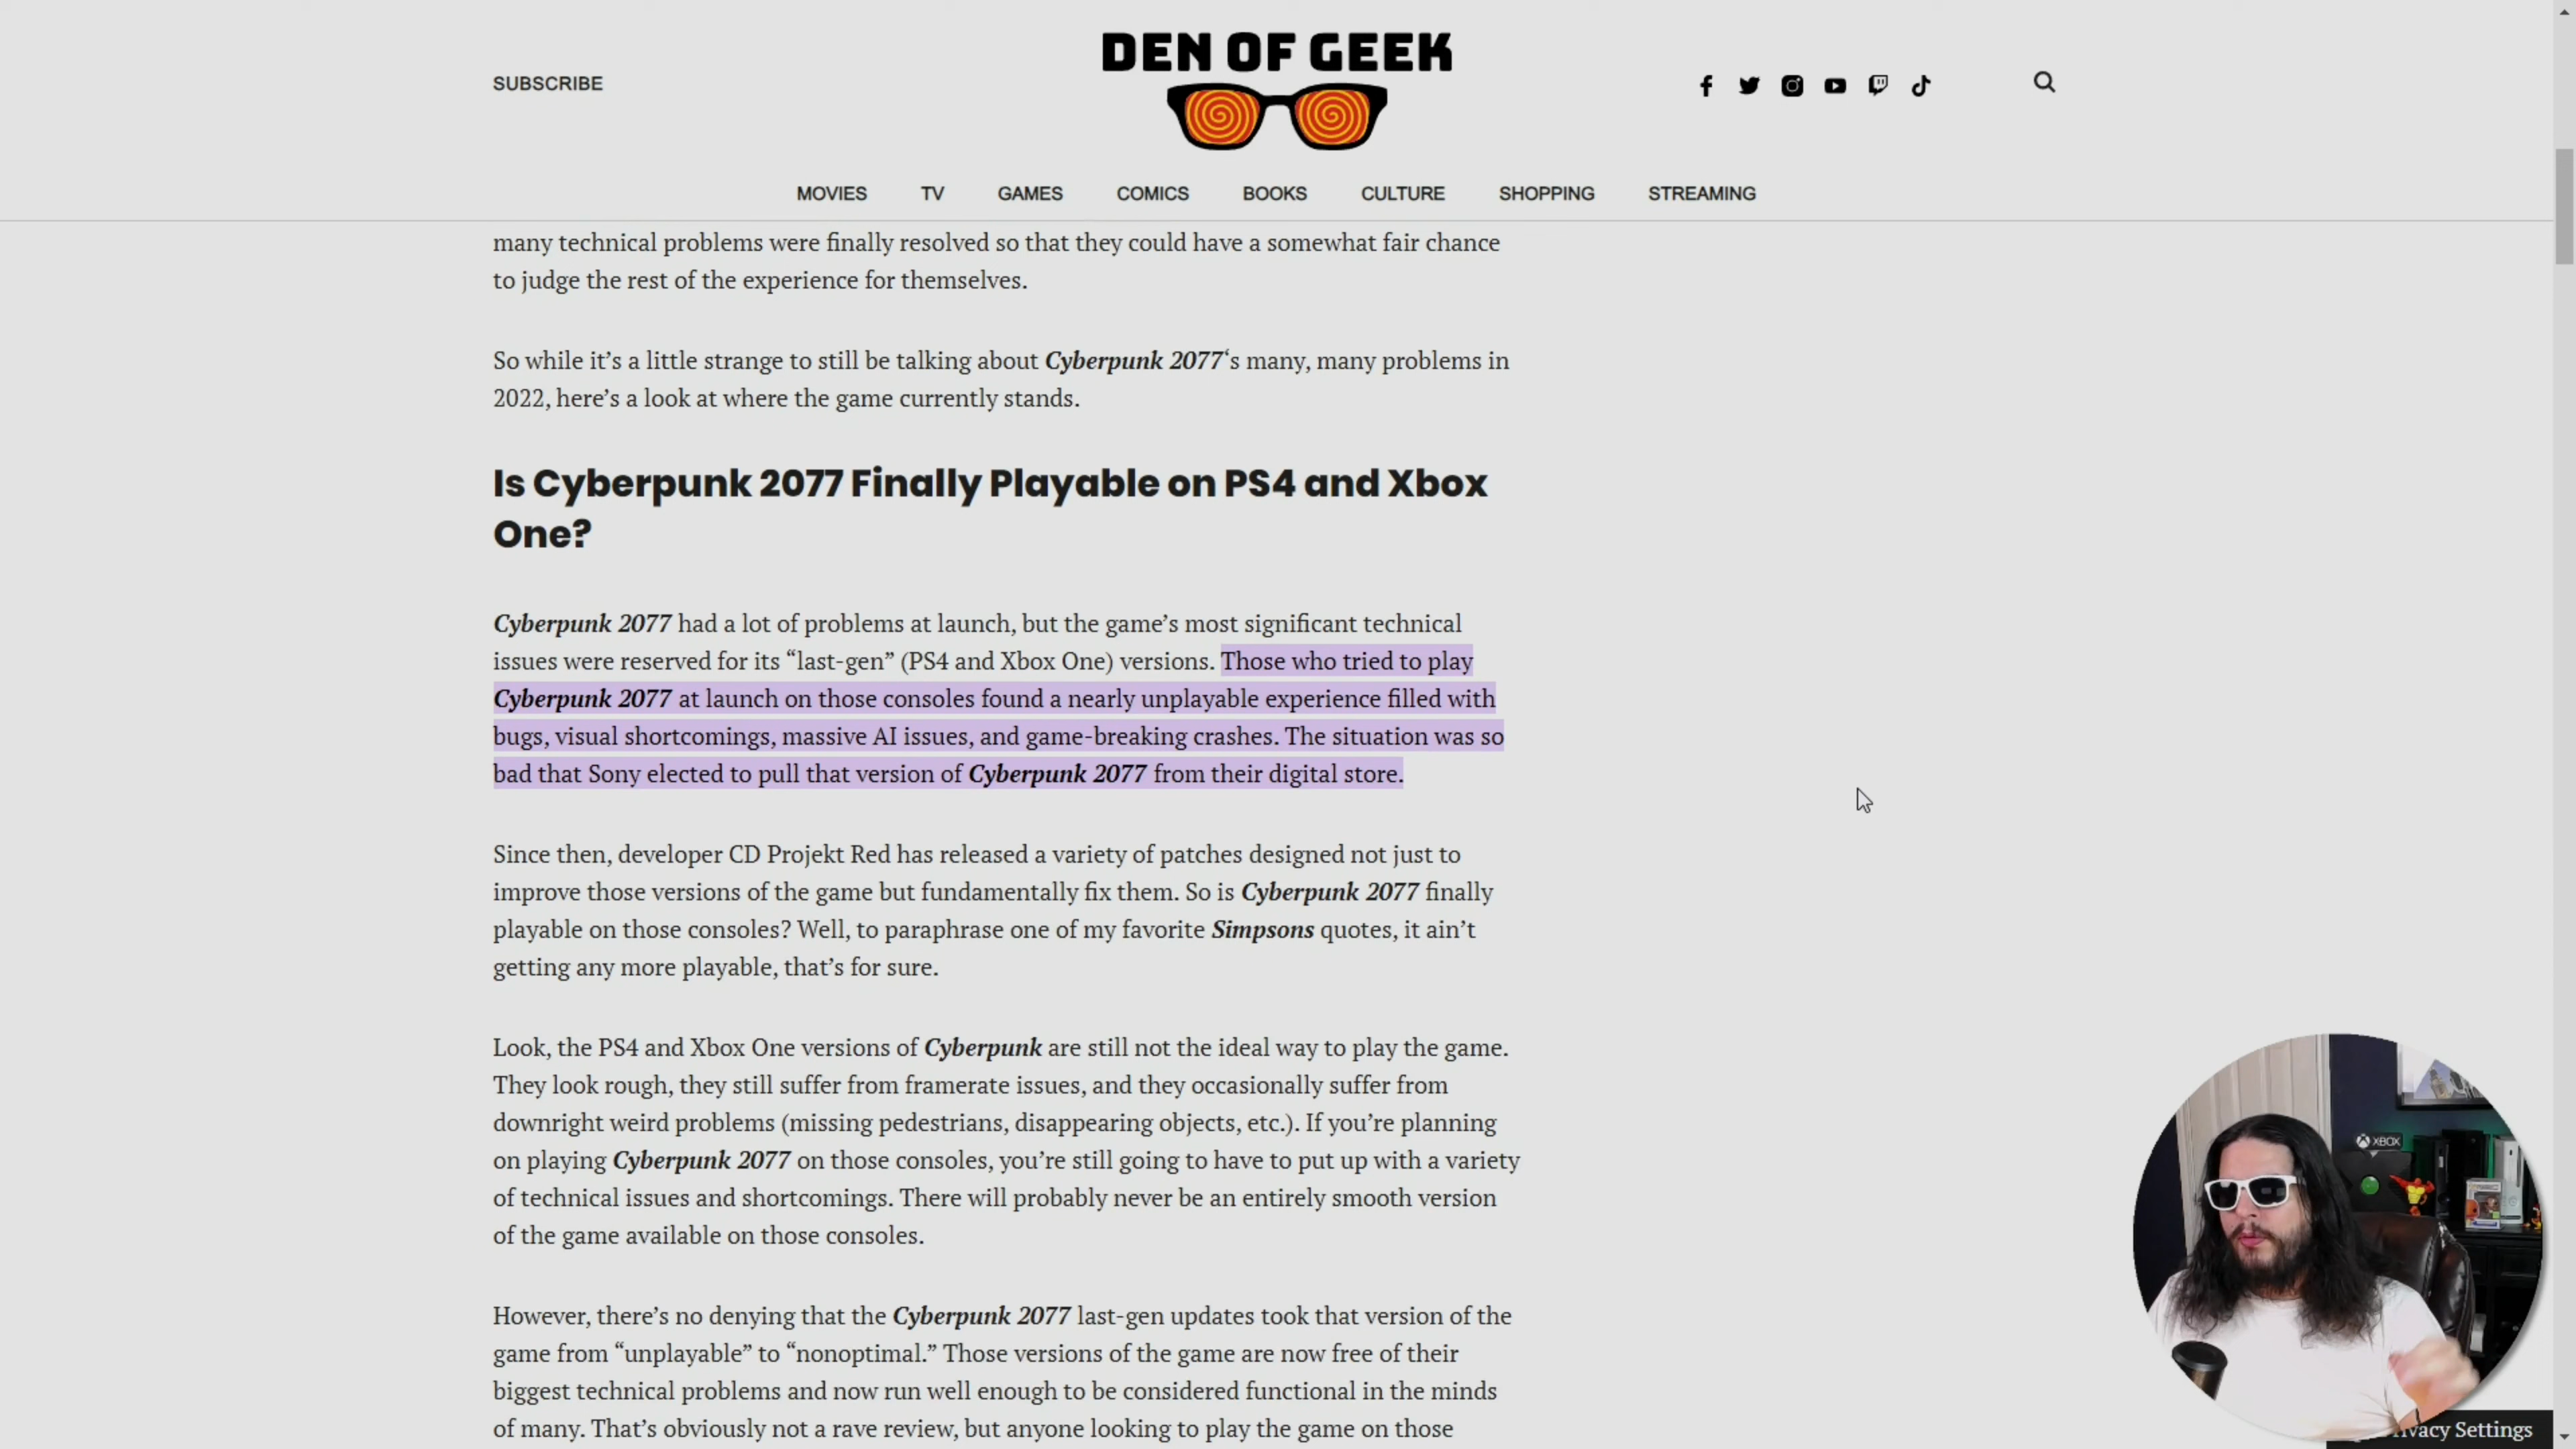 DEN OF GEEK
SUBSCRIBE
MOVIES TV GAMES COMICS BOOKS CULTURE SHOPPING STREAMING
many technical problems were finally resolved so that they could have a somewhat fair chance
to judge the rest of the experience for themselves.
So while it’s a little strange to still be talking about Cyberpunk 2077‘s many, many problems in
2022, here’s a look at where the game currently stands.
Is Cyberpunk 2077 Finally Playable on PS4 and Xbox
One?
Cyberpunk 2077 had a lot of problems at launch, but the game’s most significant technical
issues were reserved for its “last-gen” (PS4 and Xbox One) versions. Those who tried to play
Cyberpunk 2077 at launch on those consoles found a nearly unplayable experience filled with
bugs, visual shortcomings, massive AI issues, and game-breaking crashes. The situation was so
bad that Sony elected to pull that version of Cyberpunk 2077 from their digital store.
Since then, developer CD Projekt Red has released a variety of patches designed not just to
improve those versions of the game but fundamentally fix them. So is Cyberpunk 2077 finally
playable on those consoles? Well, to paraphrase one of my favorite Simpsons quotes, it ain’t
getting any more playable, that’s for sure.
Look, the PS4 and Xbox One versions of Cyberpunk are still not the ideal way to play the game.
They look rough, they still suffer from framerate issues, and they occasionally suffer from
downright weird problems (missing pedestrians, disappearing objects, etc.). If you’re planning
on playing Cyberpunk 2077 on those consoles, you’re still going to have to put up with a variety
of technical issues and shortcomings. There will probably never be an entirely smooth version
of the game available on those consoles.
However, there’s no denying that the Cyberpunk 2077 last-gen updates took that version of the
game from “unplayable” to “nonoptimal.” Those versions of the game are now free of their
biggest technical problems and now run well enough to be considered functional in the minds
of many. That’s obviously not a rave review, but anyone looking to play the game on those
XBOX
Settings